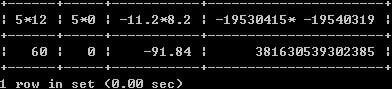 | 5*12 | 5*0 | -11.2*8.2 | -19530415* -19540319 |
| 60 | 0 | -91.84 | 381630539302385 |
1 row in set (0.00 sec)